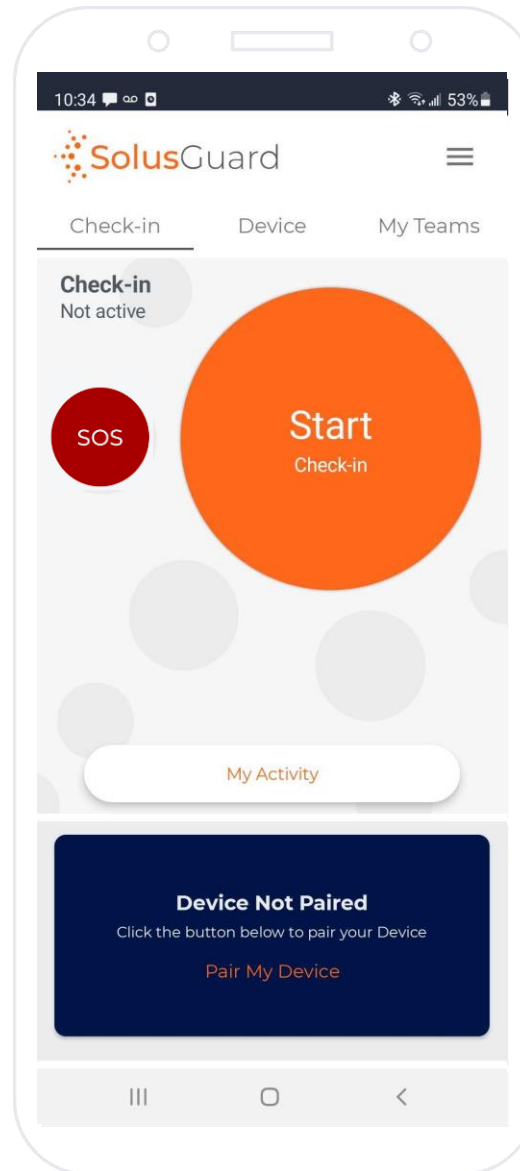 10:34 53%
SolusGuard
Check-in Device My Teams
Check-in
Not active
SOS
Start
Check-in
My Activity
Device Not Paired
Click the button below to pair your Device
Pair My Device